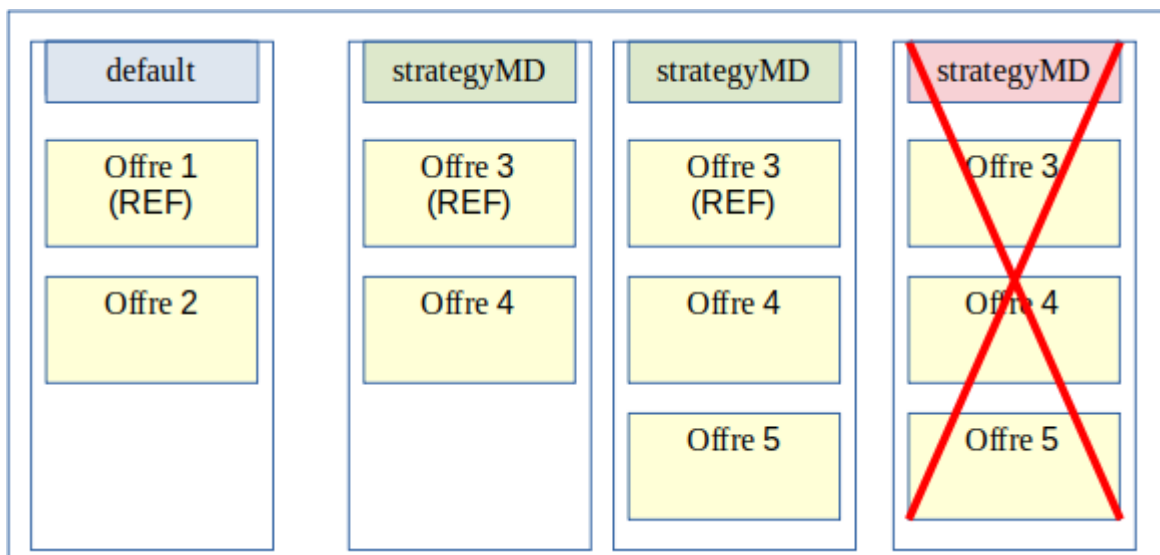 default
Offre 1
(REF)
Offre 2
strategyMD
Offre 3
(REF)
Offre 4
strategyMD
Offre 3
(REF)
Offre 4
Offre 5
strategyMD
Offre 3
Offre 4
Offre 5